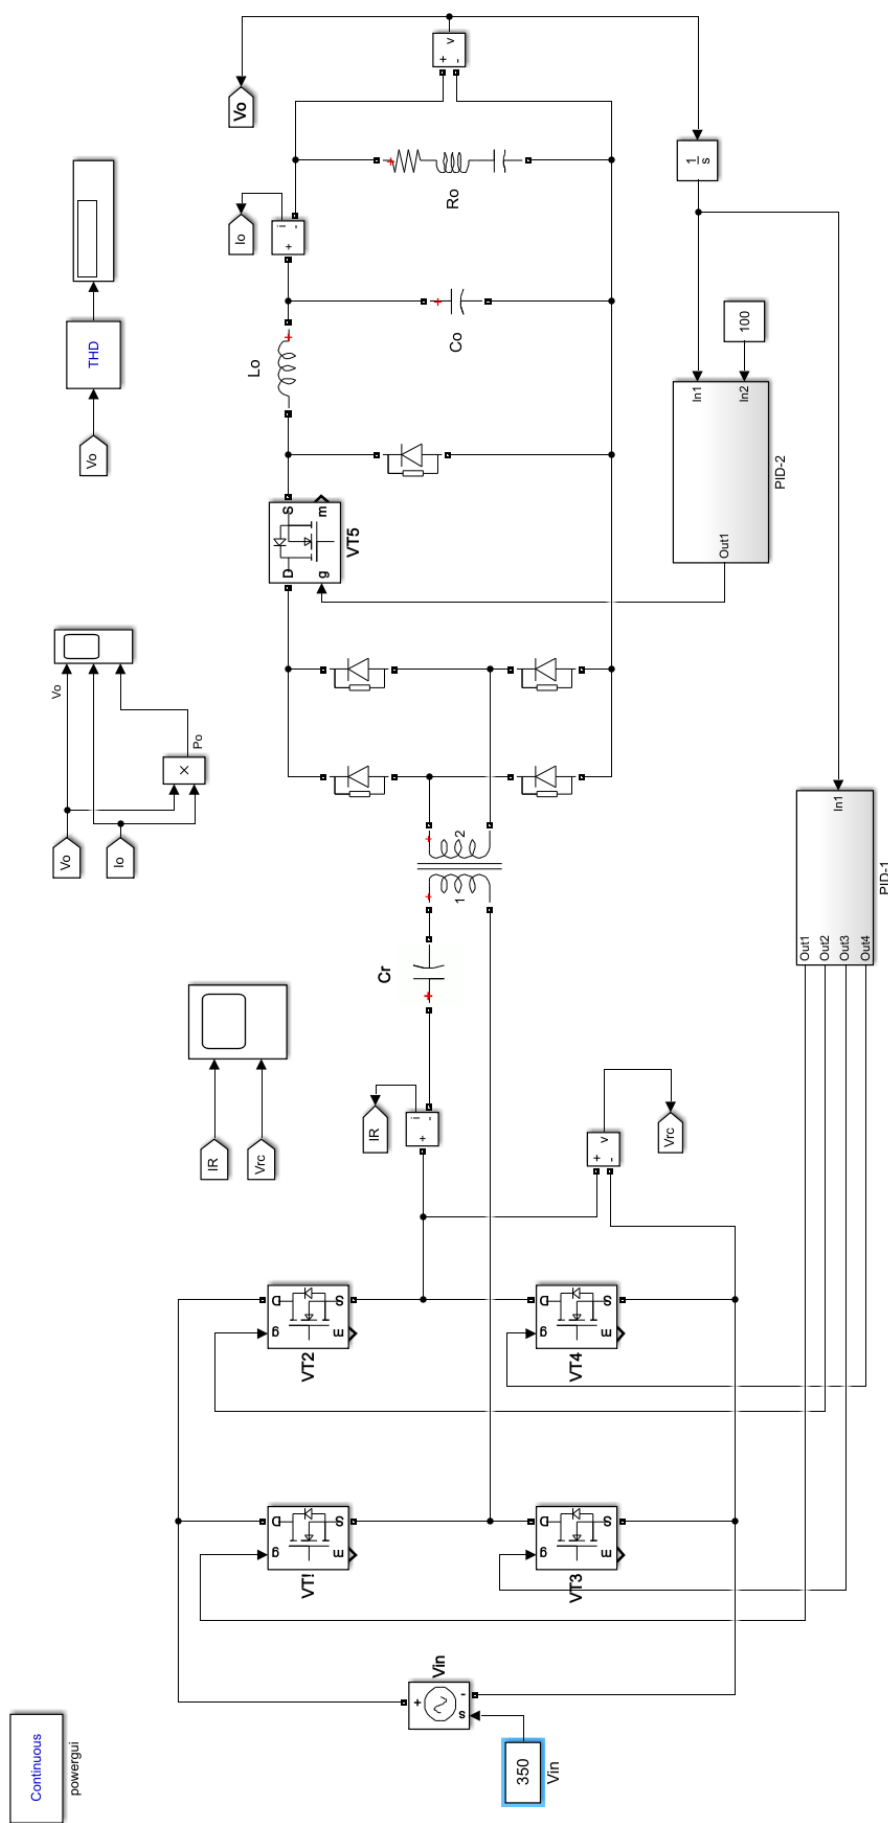 Continuous
powergui
350
Vin
Vin
+
-
s
VT!
D
S
g
m
VT2
D
S
g
m
VT3
D
S
g
m
VT4
D
S
g
m
IR
Vrc
+
-
i
IR
+
-
v
Vrc
Cr
1
2
Vo
Io
X
Po
Vo
VT5
D
S
g
m
Lo
Co
Ro
+
-
i
Io
+
-
v
Vo
Vo
THD
1
s
100
In1
In2
Out1
PID-2
In1
Out1
Out2
Out3
Out4
PID-1